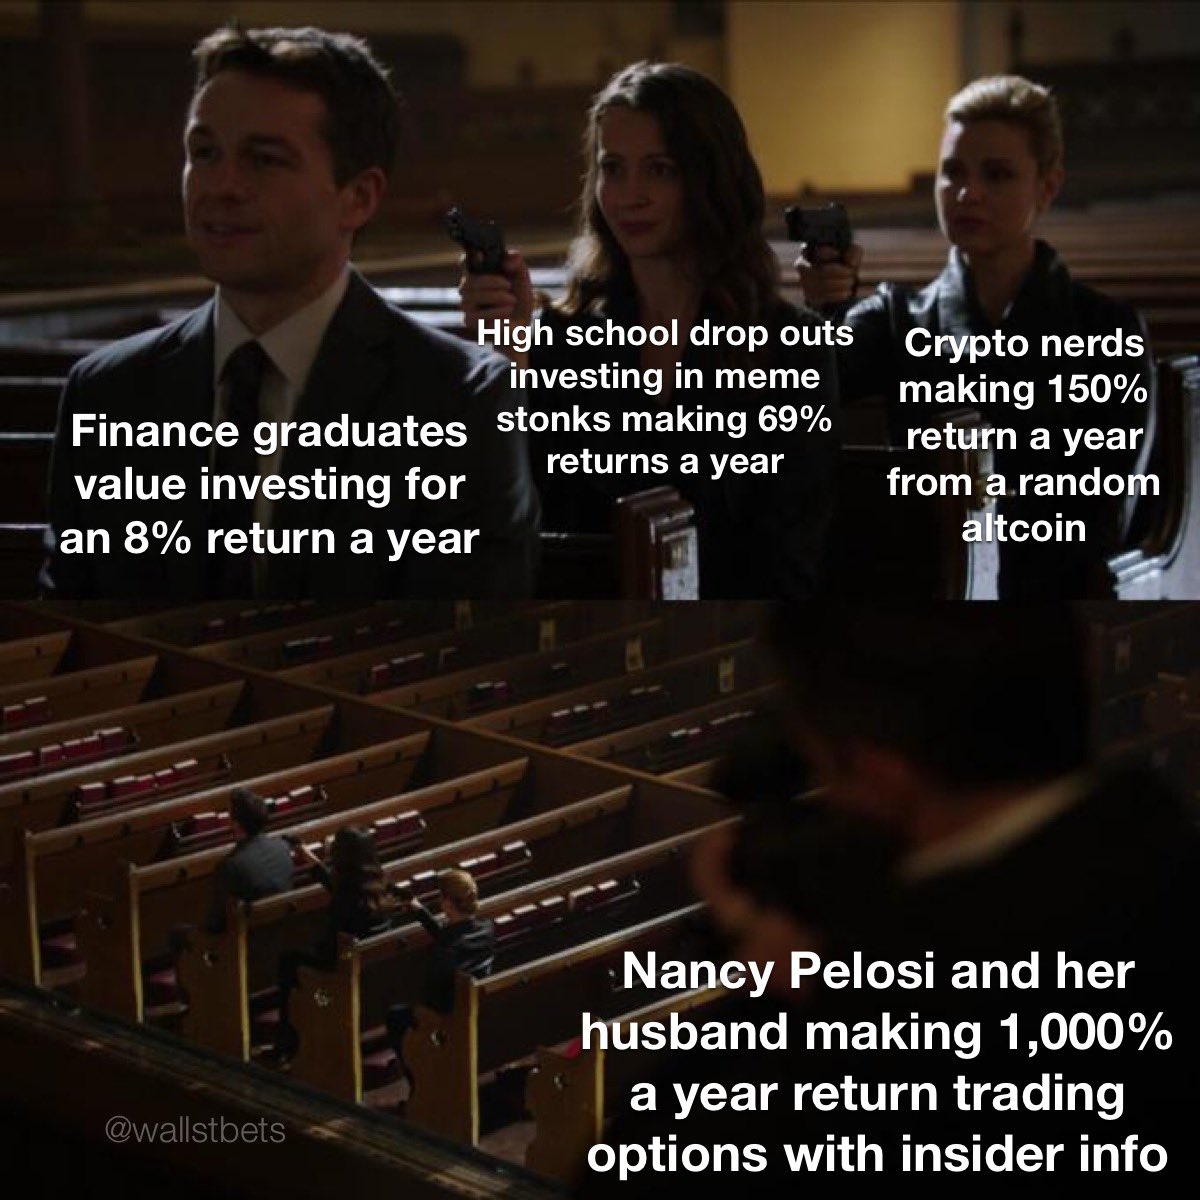 Finance graduates
value investing for
an 8% return a year
High school drop outs
investing in meme
stonks making 69%
returns a year
Crypto nerds
making 150%
return a year
from a random
altcoin
Nancy Pelosi and her
husband making 1,000%
a year return trading
options with insider info
@wallstbets